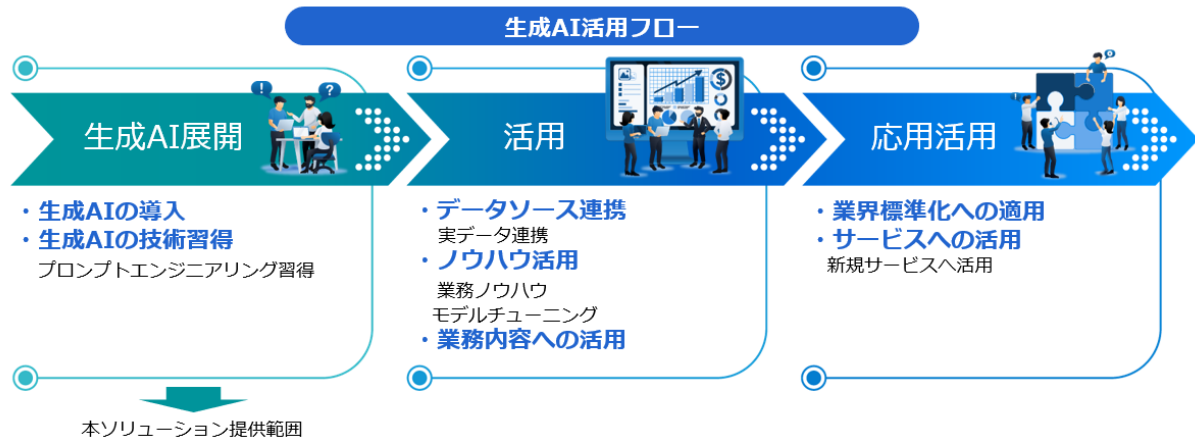 生成AI活用フロー
生成AI展開
・生成AIの導入
・生成AIの技術習得
プロンプトエンジニアリング習得
本ソリューション提供範囲
活用
・データソース連携
実データ連携
・ノウハウ活用
業務ノウハウ
モデルチューニング
・業務内容への活用
応用活用
・業界標準化への適用
・サービスへの活用
新規サービスへ活用